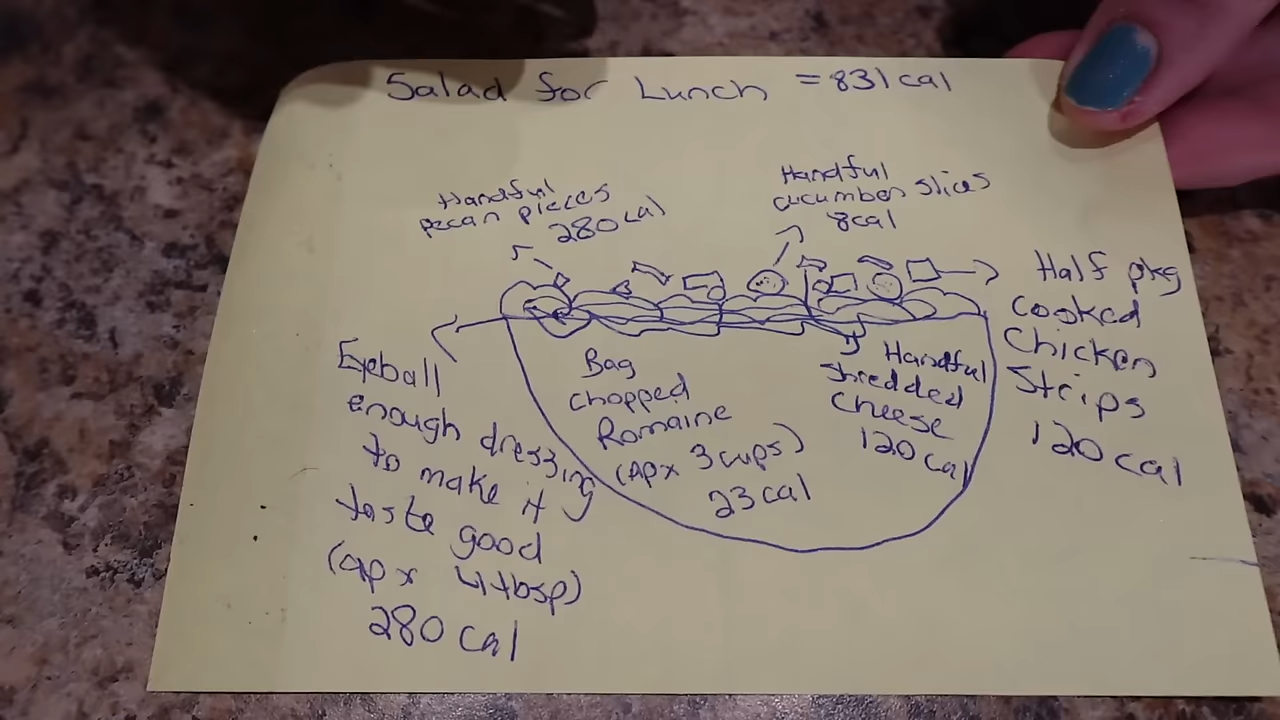 Salad for Lunch = 831 cal
Handful
pecan pieces
280 cal
Handful
cucumber slices
8 cal
Half pkg
Cooked
Chicken
Strips
120 cal
Eyeball
enough dressing
to make it
taste good
(apx 4 tbsp)
280 cal
Bag
chopped
Romaine
(Apx 3 cups)
23 cal
Handful
shredded
Cheese
120 cal